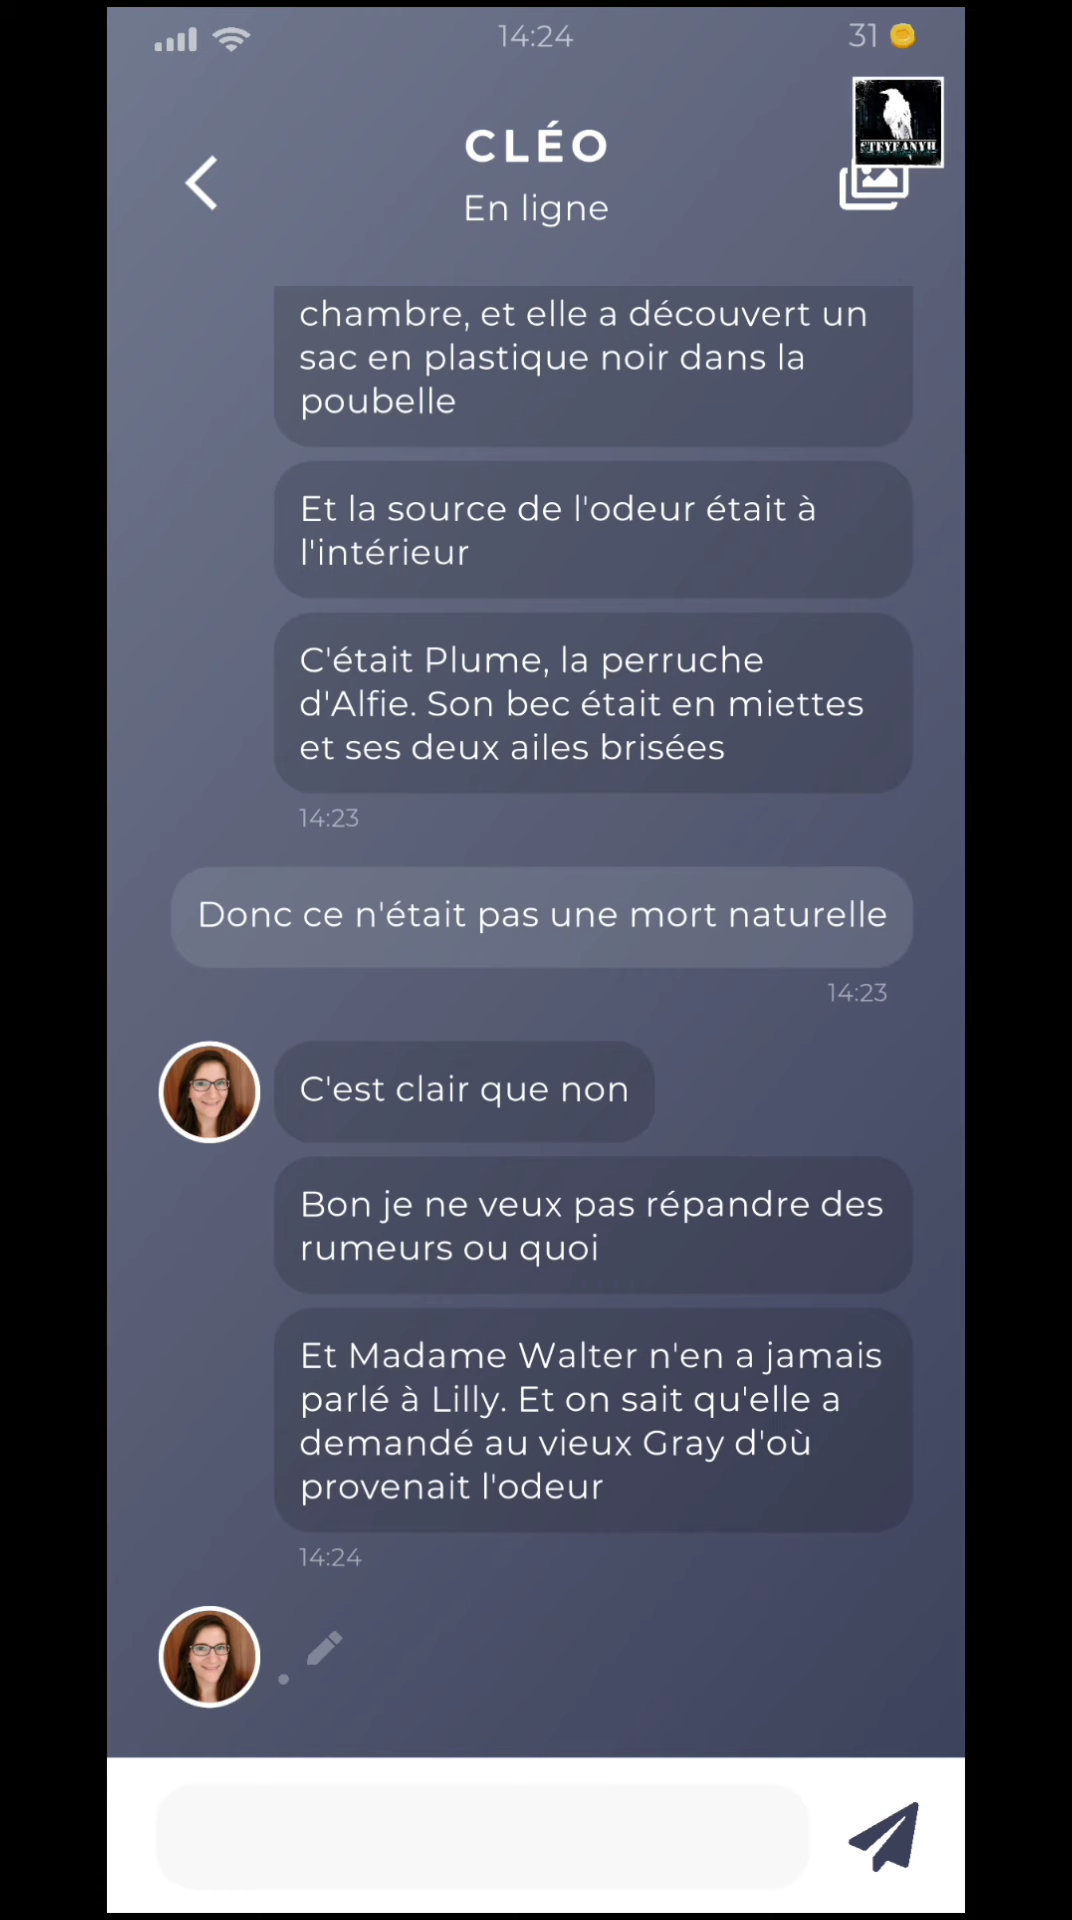 14:24
31
STEYFANYH
CLÉO
En ligne
chambre, et elle a découvert un
sac en plastique noir dans la
poubelle
Et la source de l'odeur était à
l'intérieur
C'était Plume, la perruche
d'Alfie. Son bec était en miettes
et ses deux ailes brisées
14:23
Donc ce n'était pas une mort naturelle
14:23
C'est clair que non
Bon je ne veux pas répandre des
rumeurs ou quoi
Et Madame Walter n'en a jamais
parlé à Lilly. Et on sait qu'elle a
demandé au vieux Gray d'où
provenait l'odeur
14:24